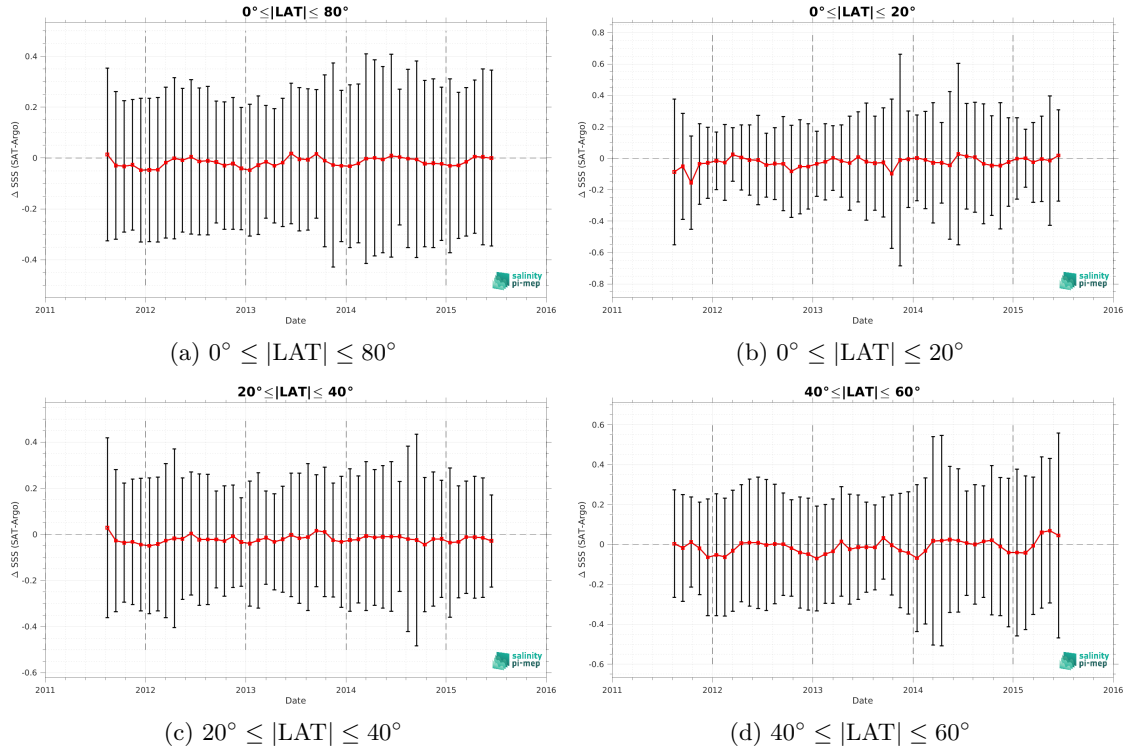 0°≤|LAT|≤ 80°
Δ SSS (SAT-Argo)
0.4
0.2
0
-0.2
-0.4
2011
2012
2013
2014
2015
2016
Date
salinity
pi-mep
(a) 0° ≤ |LAT| ≤ 80°
0°≤|LAT|≤ 20°
Δ SSS (SAT-Argo)
0.8
0.6
0.4
0.2
0
-0.2
-0.4
-0.6
-0.8
2011
2012
2013
2014
2015
2016
Date
salinity
pi-mep
(b) 0° ≤ |LAT| ≤ 20°
20°≤|LAT|≤ 40°
Δ SSS (SAT-Argo)
0.4
0.2
0
-0.2
-0.4
-0.6
2011
2012
2013
2014
2015
2016
Date
salinity
pi-mep
(c) 20° ≤ |LAT| ≤ 40°
40°≤|LAT|≤ 60°
Δ SSS (SAT-Argo)
0.6
0.4
0.2
0
-0.2
-0.4
-0.6
2011
2012
2013
2014
2015
2016
Date
salinity
pi-mep
(d) 40° ≤ |LAT| ≤ 60°